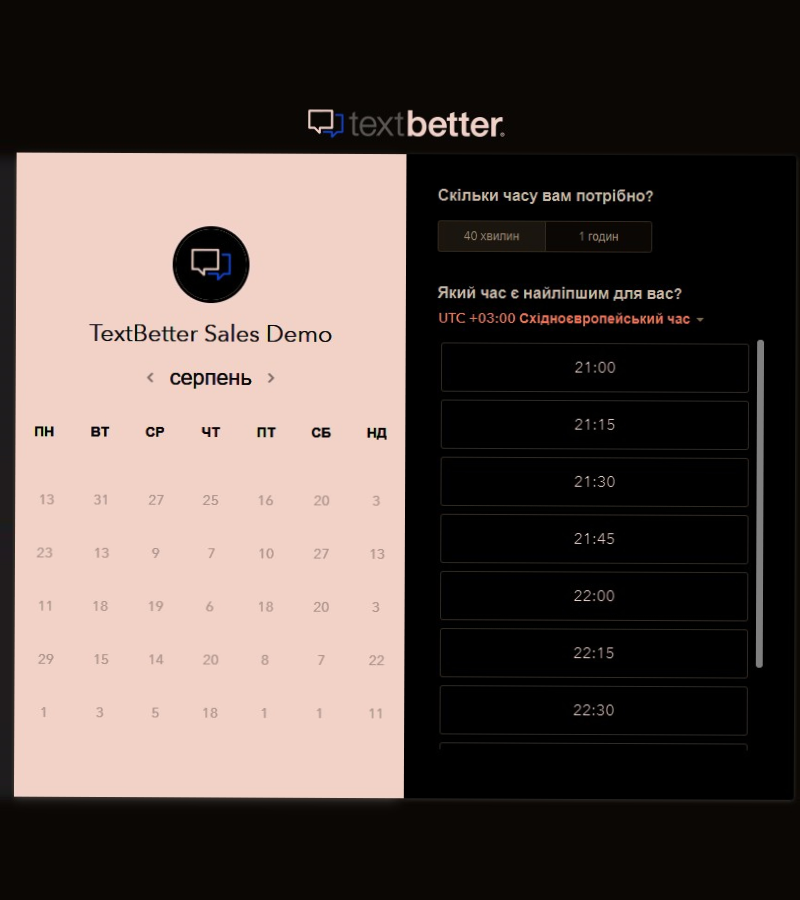 textbetter.
TextBetter Sales Demo
серпень
ПН ВТ СР ЧТ ПТ СБ НД
13 31 27 25 16 20 3
23 13 9 7 10 27 13
11 18 19 6 18 20 3
29 15 14 20 8 7 22
1 3 5 18 1 1 11
Скільки часу вам потрібно?
40 хвилин 1 годин
Який час є найліпшим для вас?
UTC +03:00 Східноєвропейський час
21:00
21:15
21:30
21:45
22:00
22:15
22:30